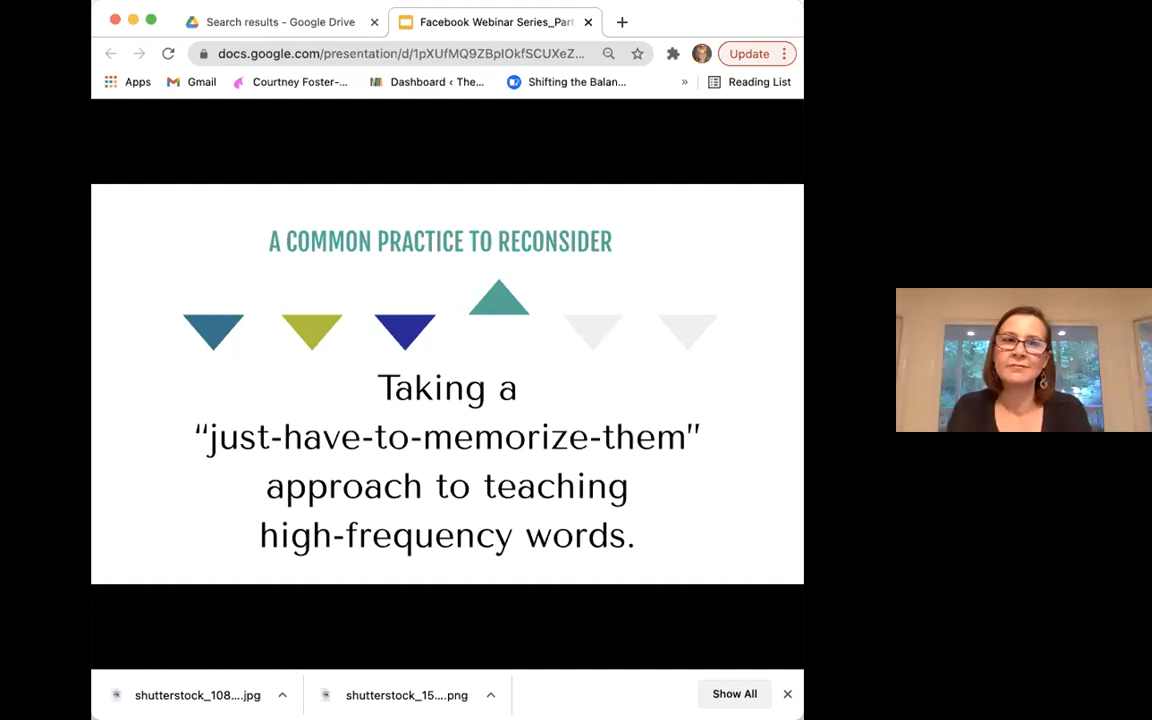 Search results - Google Drive
Facebook Webinar Series_Part
docs.google.com/presentation/d/1pXUfMQ9ZBpIOkfSCUXeZ...
Update
Apps
Gmail
Courtney Foster-...
Dashboard ‹ The...
Shifting the Balan...
»
Reading List
A COMMON PRACTICE TO RECONSIDER
Taking a
“just-have-to-memorize-them”
approach to teaching
high-frequency words.
shutterstock_108....jpg
shutterstock_15....png
Show All